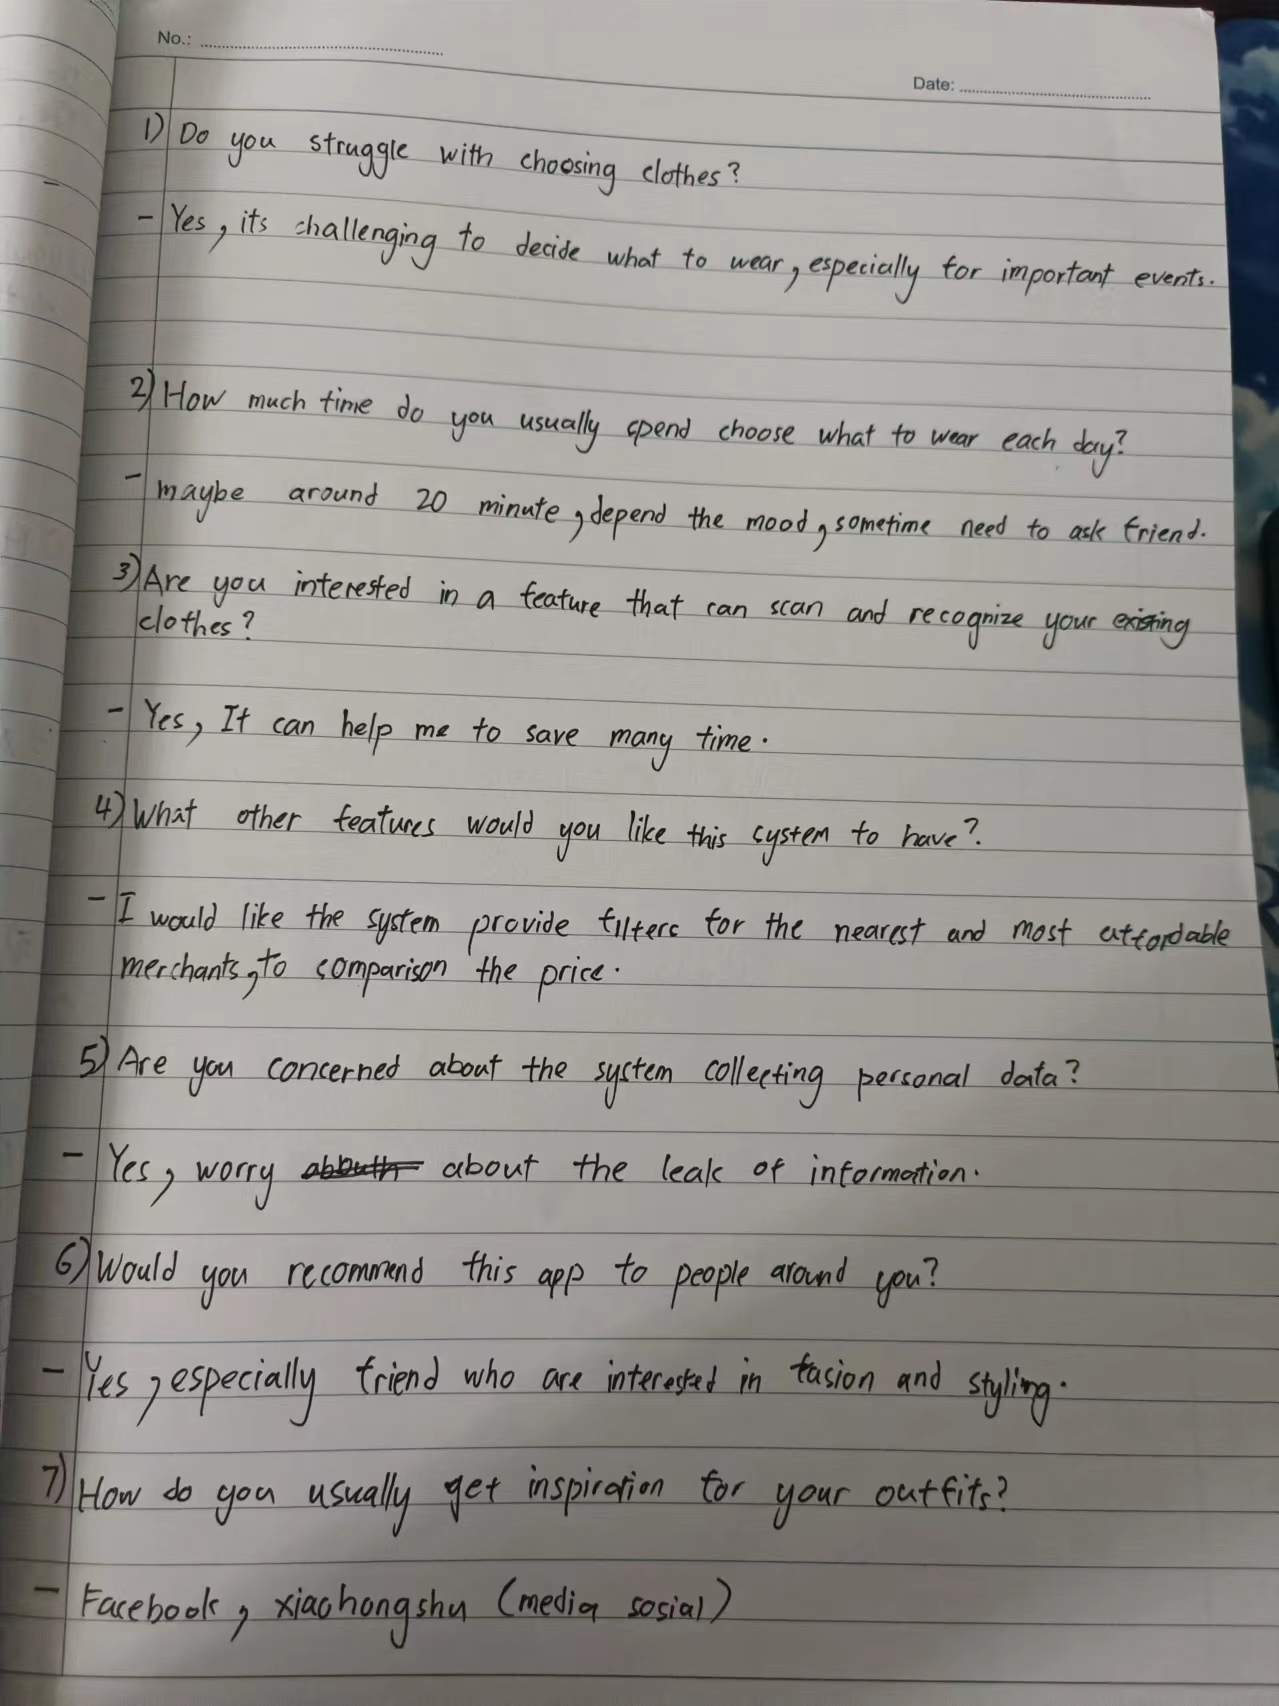 No.:
Date:
1) Do you struggle with choosing clothes?
- Yes, its challenging to decide what to wear, especially for important events.
2) How much time do you usually spend choose what to wear each day?
- maybe around 20 minute, depend the mood, sometime need to ask friend.
3) Are you interested in a feature that can scan and recognize your existing
clothes?
- Yes, It can help me to save many time.
4) What other features would you like this system to have?
- I would like the system provide filters for the nearest and most affordable
merchants, to comparison the price.
5) Are you concerned about the system collecting personal data?
- Yes, worry about the leak of information.
6) Would you recommend this app to people around you?
- Yes, especially friend who are interested in fasion and styling.
7) How do you usually get inspiration for your outfits?
- Facebook, xiaohongshu (media sosial)